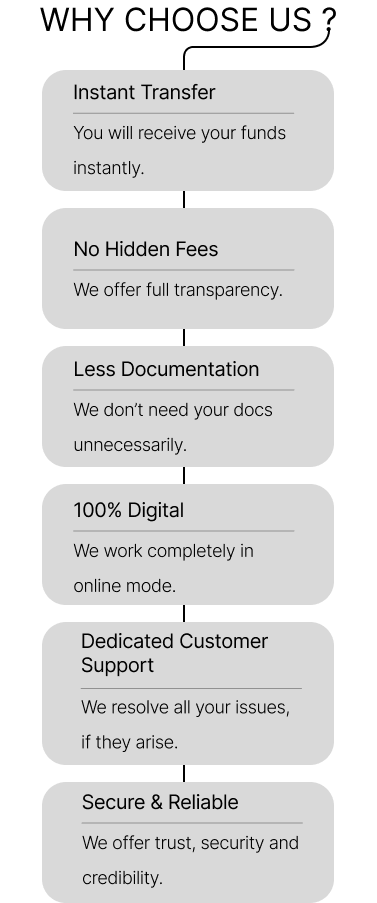 WHY CHOOSE US ?
Instant Transfer
You will receive your funds
instantly.
No Hidden Fees
We offer full transparency.
Less Documentation
We don’t need your docs
unnecessarily.
100% Digital
We work completely in
online mode.
Dedicated Customer
Support
We resolve all your issues,
if they arise.
Secure & Reliable
We offer trust, security and
credibility.